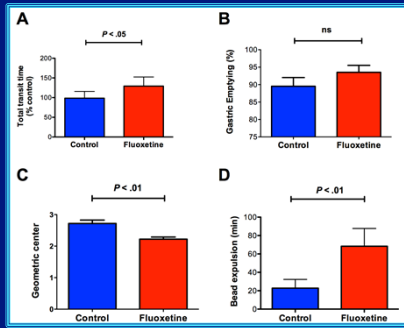 A
P < .05
Total transit time
(% control)
200
150
100
50
0
Control Fluoxetine
B
ns
Gastric Emptying (%)
100
95
90
85
80
75
Control Fluoxetine
C
P < .01
Geometric center
3
2
1
0
Control Fluoxetine
D
P < .01
Bead expulsion (min)
100
80
60
40
20
0
Control Fluoxetine